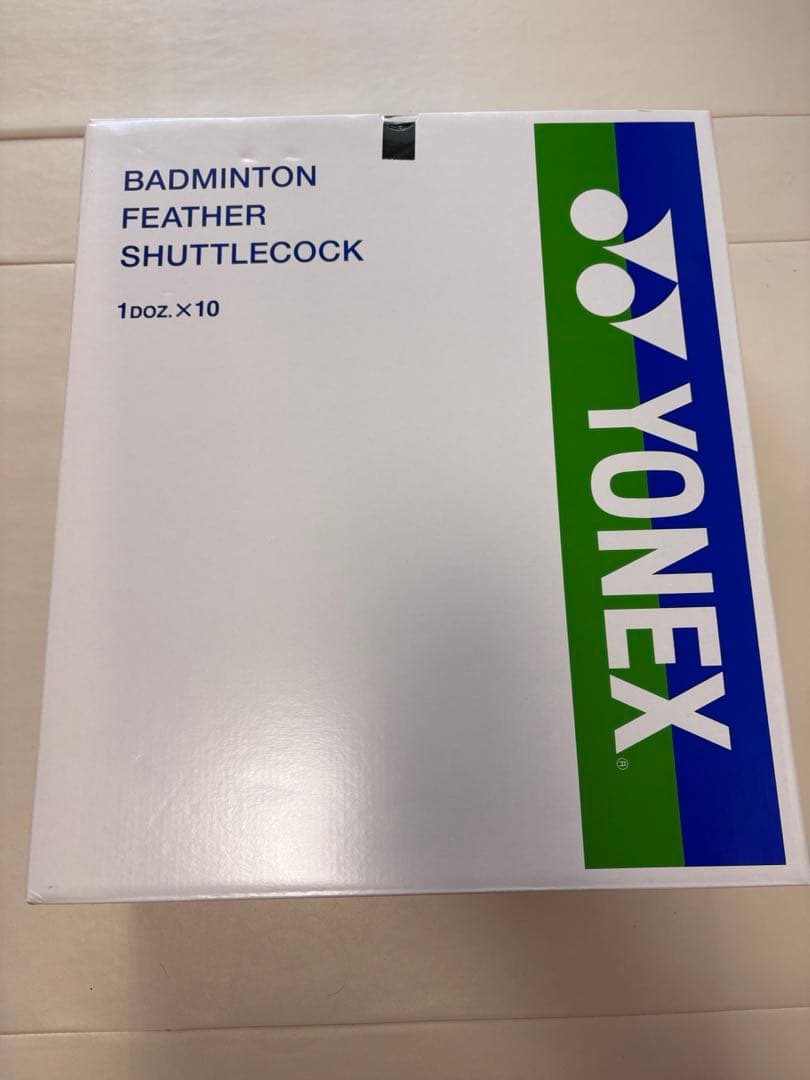 BADMINTON
FEATHER
SHUTTLECOCK
1DOZ.×10
YONEX®